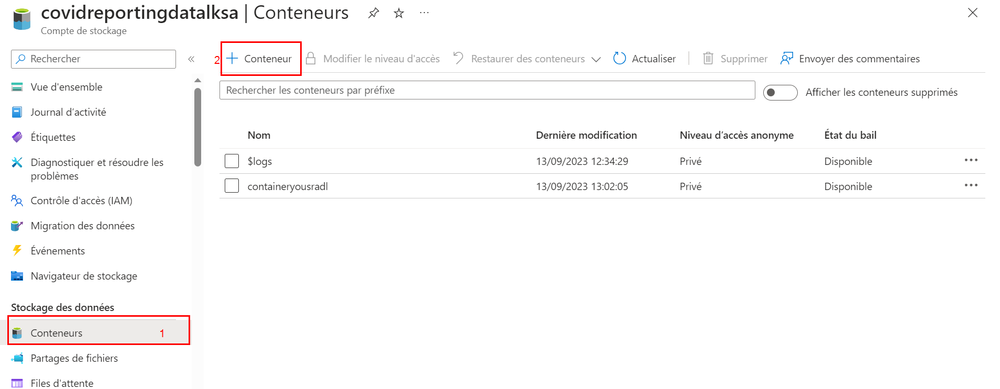 covidreportingdatalksa | Conteneurs
Compte de stockage
Rechercher
Vue d'ensemble
Journal d’activité
Étiquettes
Diagnostiquer et résoudre les
problèmes
Contrôle d'accès (IAM)
Migration des données
Événements
Navigateur de stockage
Stockage des données
Conteneurs 1
Partages de fichiers
Files d'attente
2 Conteneur Modifier le niveau d'accès Restaurer des conteneurs Actualiser Supprimer Envoyer des commentaires
Rechercher les conteneurs par préfixe Afficher les conteneurs supprimés
Nom Dernière modification Niveau d’accès anonyme État du bail
$logs 13/09/2023 12:34:29 Privé Disponible
containeryousradl 13/09/2023 13:02:05 Privé Disponible